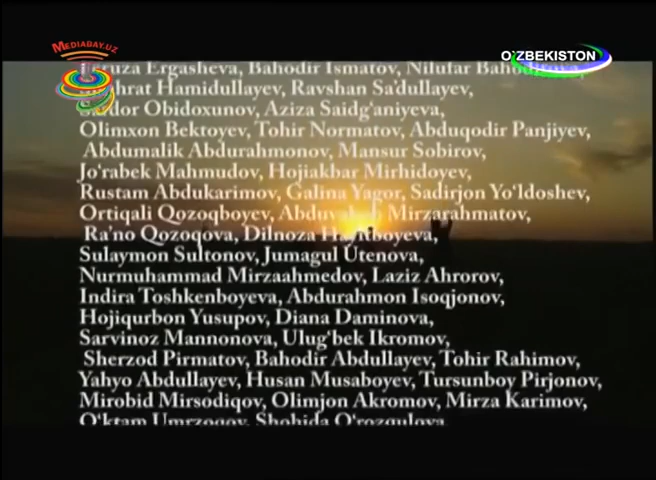 MEDIABAY.UZ
O'ZBEKISTON
Ergasheva, Bahodir Ismatov, Nilufar
Hamidullayev, Ravshan Sa'dullayev,
Obidoxunov, Aziza Saidg'aniyeva,
Olimxon Bektoyev, Tohir Normatov, Abduqodir Panjiyev,
Abdumalik Abdurahmonov, Mansur Sobirov,
Jo'rabek Mahmudov, Hojiakbar Mirhidoyev,
Rustam Abdukarimov, Galina Yagor, Sadirjon Yo'ldoshev,
Ortiqali Qozoqboyev, Mirzarahmatov,
Ra'no Qozoqova, Dilnoza
Sulaymon Sultonov, Jumagul Utenova,
Nurmuhammad Mirzaahmedov, Laziz Ahrorov,
Indira Toshkenboyeva, Abdurahmon Isoqjonov,
Hojiqurbon Yusupov, Diana Daminova,
Sarvinoz Mannonova, Ulug'bek Ikromov,
Sherzod Pirmatov, Bahodir Abdullayev, Tohir Rahimov,
Yahyo Abdullayev, Husan Musaboyev, Tursunboy Pirjonov,
Mirobid Mirsodiqov, Olimjon Akromov, Mirza Karimov,
O'ktam Umrzoqov, Shohida O'rozqulova